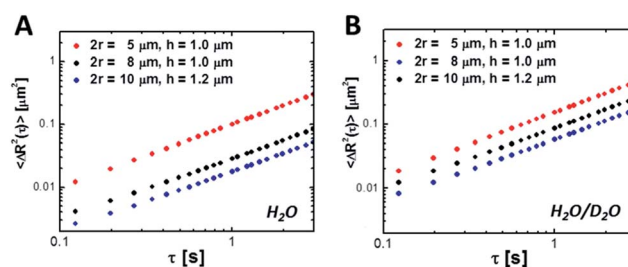 A
2r = 5 μm, h = 1.0 μm
2r = 8 μm, h = 1.0 μm
2r = 10 μm, h = 1.2 μm
<ΔR²(τ)> [μm²]
1
0.1
0.01
H₂O
0.1
1
τ [s]
B
2r = 5 μm, h = 1.0 μm
2r = 8 μm, h = 1.0 μm
2r = 10 μm, h = 1.2 μm
<ΔR²(τ)> [μm²]
1
0.1
0.01
H₂O/D₂O
0.1
1
τ [s]